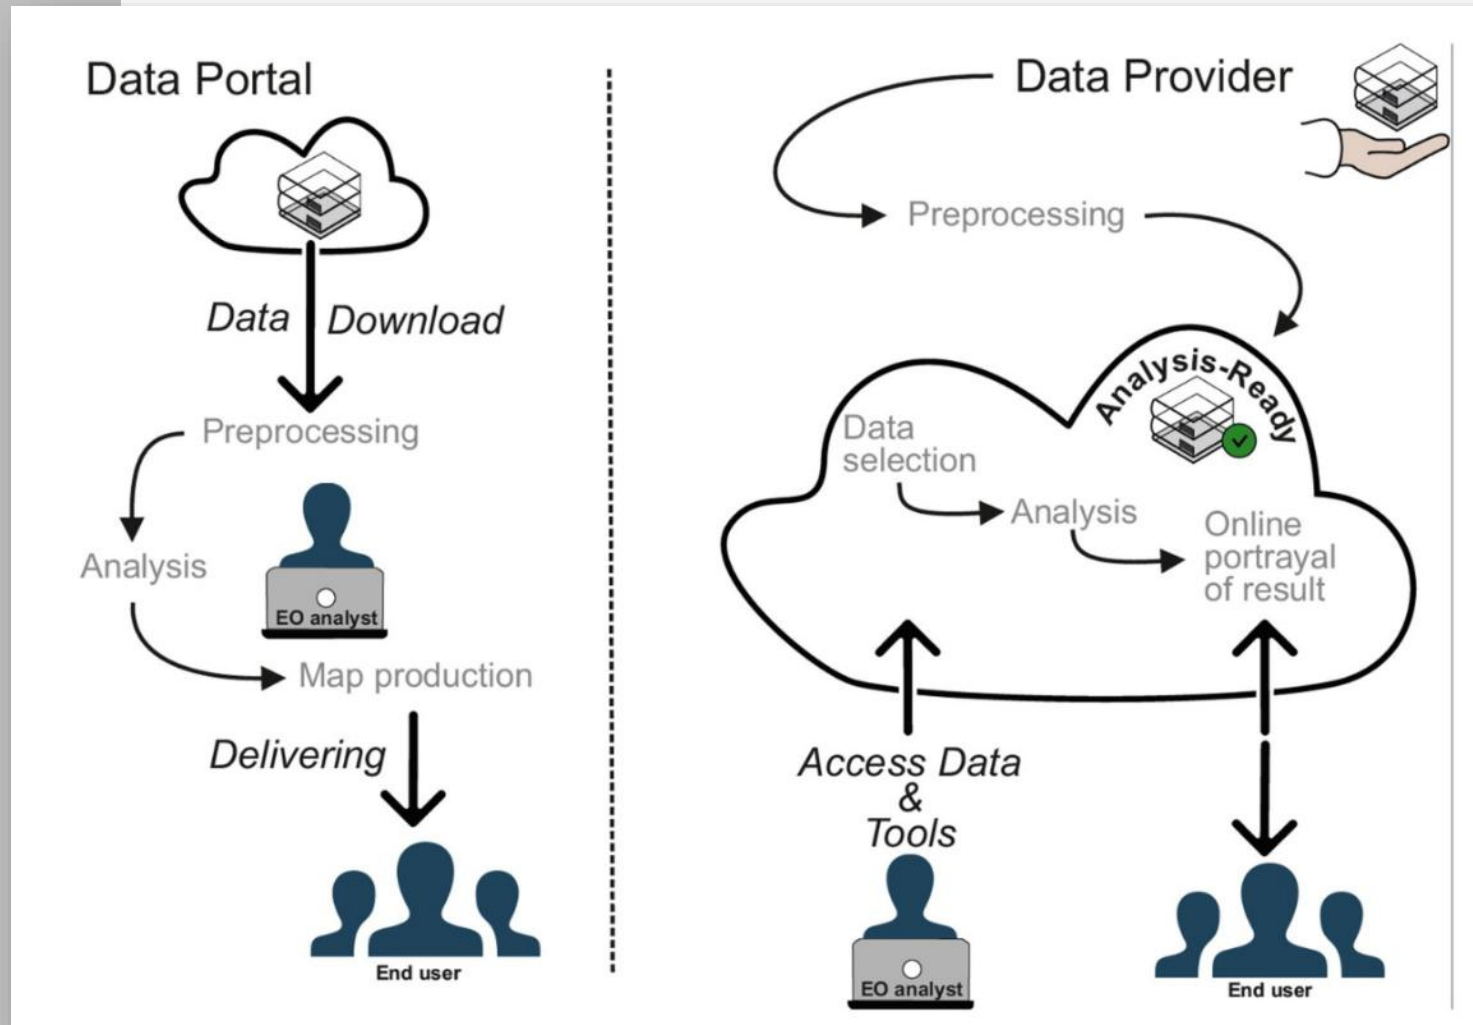 Data Portal
Data Download
Preprocessing
Analysis
EO analyst
Map production
Delivering
End user
Data Provider
Preprocessing
Analysis-Ready
Data
selection
Analysis
Online
portrayal
of result
Access Data
&
Tools
EO analyst
End user